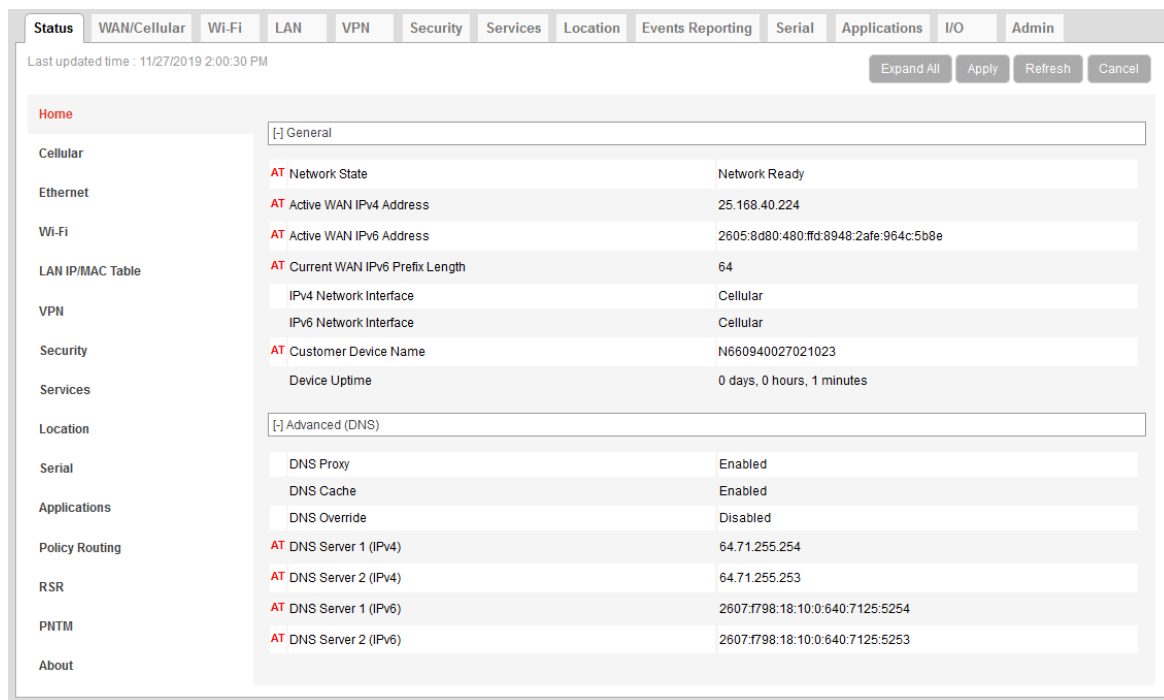 Status WAN/Cellular Wi-Fi LAN VPN Security Services Location Events Reporting Serial Applications I/O Admin
Last updated time : 11/27/2019 2:00:30 PM
Expand All Apply Refresh Cancel
Home
Cellular
Ethernet
Wi-Fi
LAN IP/MAC Table
VPN
Security
Services
Location
Serial
Applications
Policy Routing
RSR
PNTM
About
[-] General
AT Network State Network Ready
AT Active WAN IPv4 Address 25.168.40.224
AT Active WAN IPv6 Address 2605:8d80:480:ffd:8948:2afe:964c:5b8e
AT Current WAN IPv6 Prefix Length 64
IPv4 Network Interface Cellular
IPv6 Network Interface Cellular
AT Customer Device Name N660940027021023
Device Uptime 0 days, 0 hours, 1 minutes
[-] Advanced (DNS)
DNS Proxy Enabled
DNS Cache Enabled
DNS Override Disabled
AT DNS Server 1 (IPv4) 64.71.255.254
AT DNS Server 2 (IPv4) 64.71.255.253
AT DNS Server 1 (IPv6) 2607:f798:18:10:0:640:7125:5254
AT DNS Server 2 (IPv6) 2607:f798:18:10:0:640:7125:5253